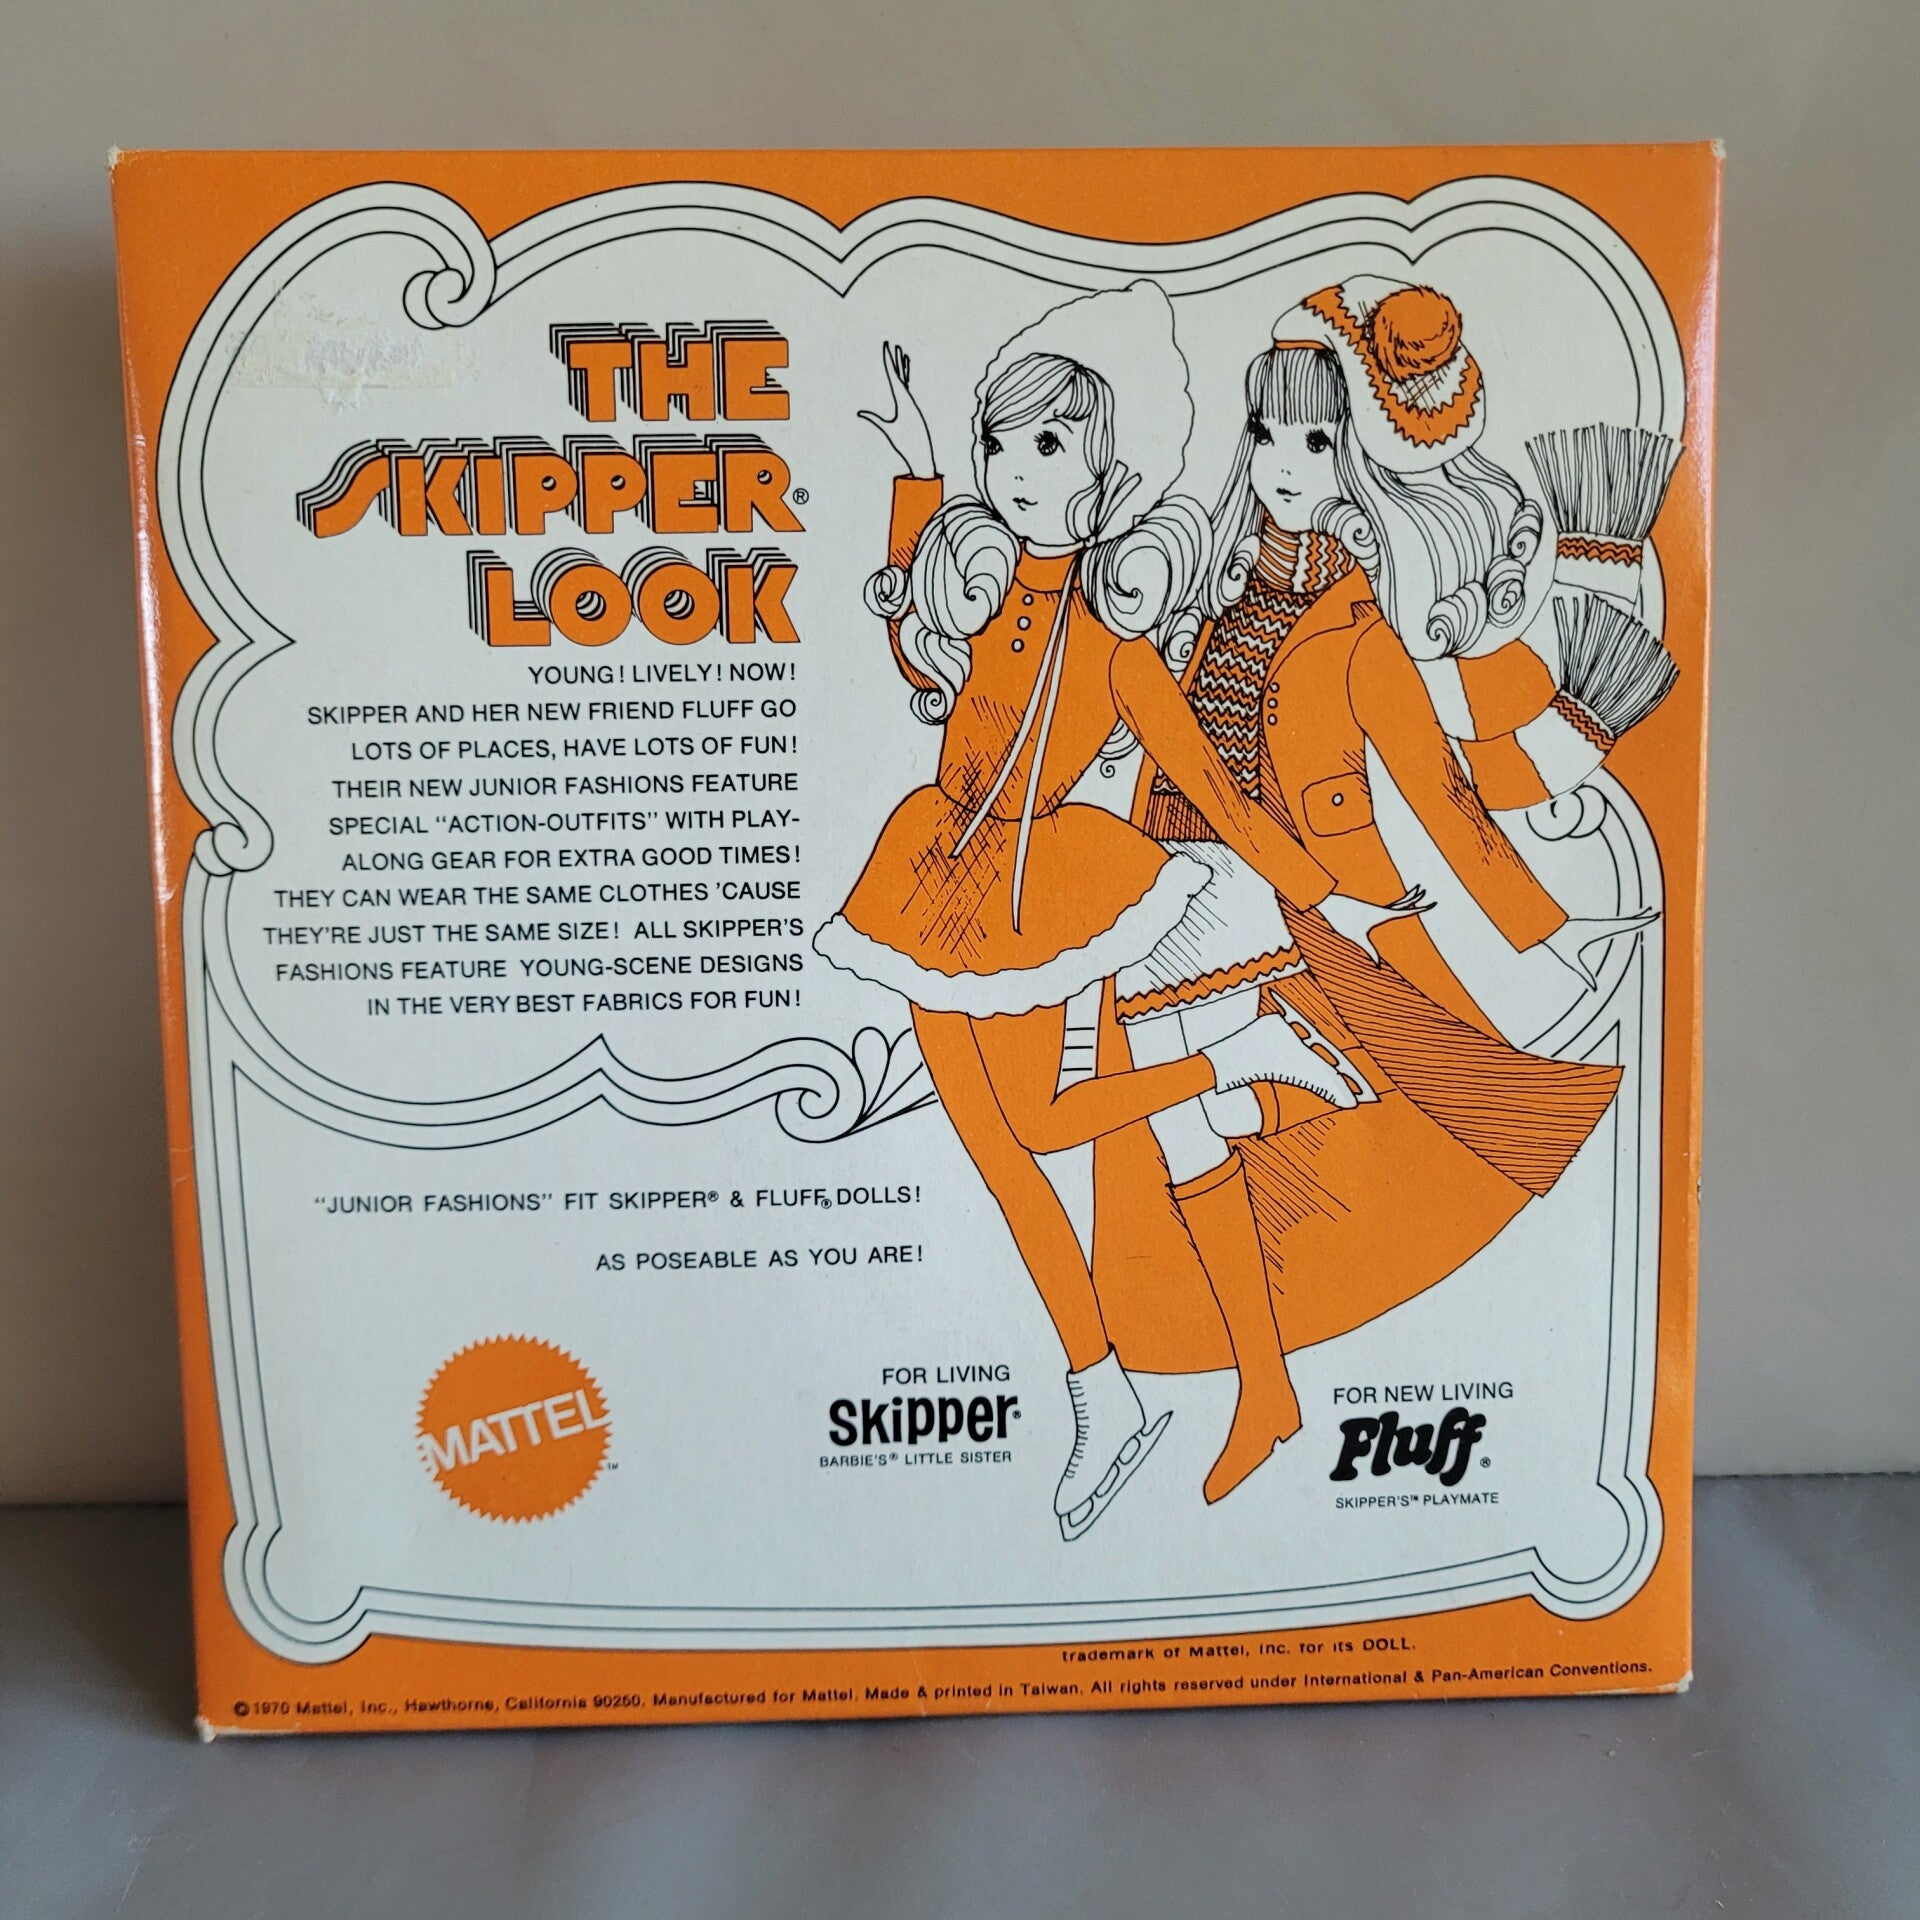 THE
SKIPPER®
LOOK
YOUNG! LIVELY! NOW!
SKIPPER AND HER NEW FRIEND FLUFF GO
LOTS OF PLACES, HAVE LOTS OF FUN!
THEIR NEW JUNIOR FASHIONS FEATURE
SPECIAL "ACTION-OUTFITS" WITH PLAY-
ALONG GEAR FOR EXTRA GOOD TIMES!
THEY CAN WEAR THE SAME CLOTHES 'CAUSE
THEY'RE JUST THE SAME SIZE! ALL SKIPPER'S
FASHIONS FEATURE YOUNG-SCENE DESIGNS
IN THE VERY BEST FABRICS FOR FUN!
"JUNIOR FASHIONS" FIT SKIPPER® & FLUFF® DOLLS!
AS POSEABLE AS YOU ARE!
MATTEL™
FOR LIVING
Skipper®
BARBIE'S® LITTLE SISTER
FOR NEW LIVING
Fluff®
SKIPPER'S™ PLAYMATE
trademark of Mattel, Inc. for its DOLL.
©1970 Mattel, Inc., Hawthorne, California 90250. Manufactured for Mattel. Made & printed in Taiwan. All rights reserved under International & Pan-American Conventions.